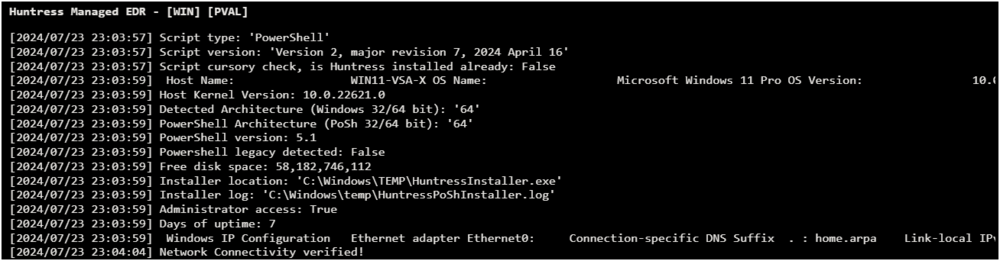 Huntress Managed EDR - [WIN] [PVAL]
[2024/07/23 23:03:57] Script type: 'PowerShell'
[2024/07/23 23:03:57] Script version: 'Version 2, major revision 7, 2024 April 16'
[2024/07/23 23:03:57] Script cursory check, is Huntress installed already: False
[2024/07/23 23:03:59] Host Name: WIN11-VSA-X OS Name: Microsoft Windows 11 Pro OS Version: 10.0
[2024/07/23 23:03:59] Host Kernel Version: 10.0.22621.0
[2024/07/23 23:03:59] Detected Architecture (Windows 32/64 bit): '64'
[2024/07/23 23:03:59] PowerShell Architecture (PoSh 32/64 bit): '64'
[2024/07/23 23:03:59] PowerShell version: 5.1
[2024/07/23 23:03:59] Powershell legacy detected: False
[2024/07/23 23:03:59] Free disk space: 58,182,746,112
[2024/07/23 23:03:59] Installer location: 'C:\Windows\TEMP\HuntressInstaller.exe'
[2024/07/23 23:03:59] Installer log: 'C:\Windows\temp\HuntressPoShInstaller.log'
[2024/07/23 23:03:59] Administrator access: True
[2024/07/23 23:03:59] Days of uptime: 7
[2024/07/23 23:03:59] Windows IP Configuration Ethernet adapter Ethernet0: Connection-specific DNS Suffix . : home.arpa Link-local IPv
[2024/07/23 23:04:04] Network Connectivity verified!